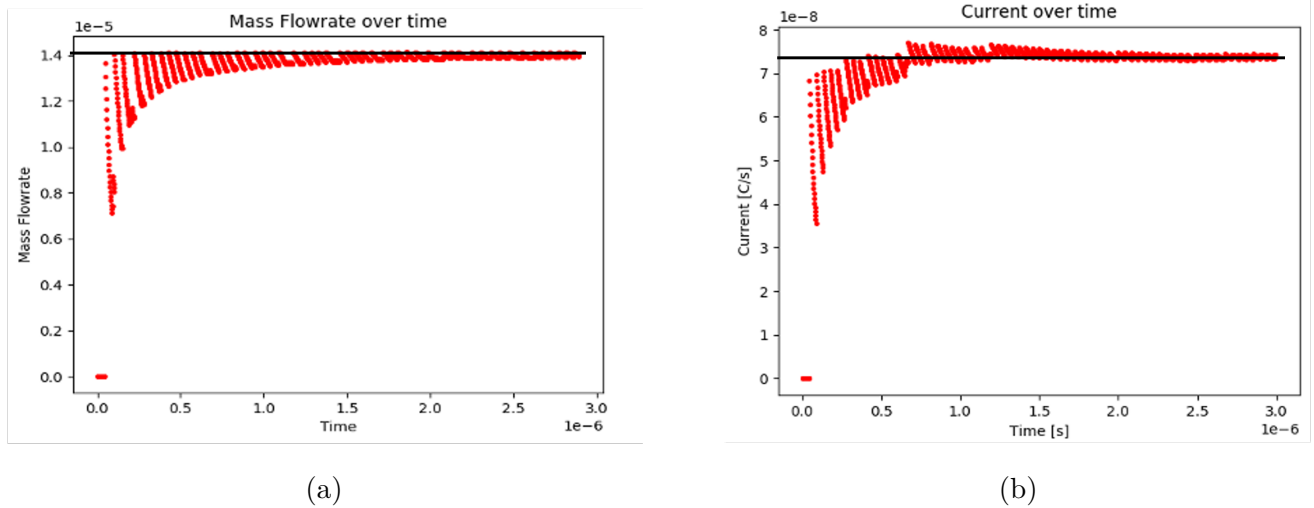 Mass Flowrate over time
1e−5
1.4
1.2
1.0
0.8
0.6
0.4
0.2
0.0
Mass Flowrate
0.0 0.5 1.0 1.5 2.0 2.5 3.0
Time
1e−6
(a)
Current over time
1e−8
8
7
6
5
4
3
2
1
0
Current [C/s]
0.0 0.5 1.0 1.5 2.0 2.5 3.0
Time [s]
1e−6
(b)